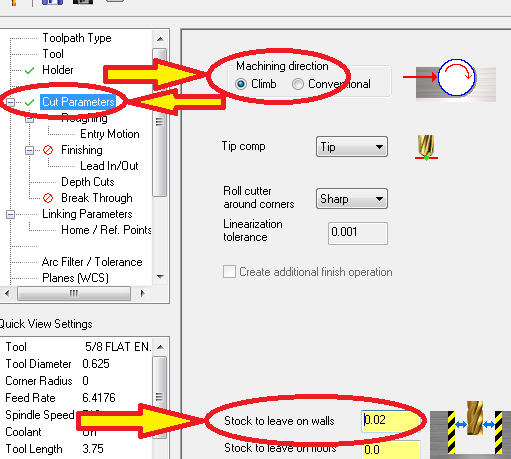 Toolpath Type
Tool
Holder
Cut Parameters
Roughing
Entry Motion
Finishing
Lead In/Out
Depth Cuts
Break Through
Linking Parameters
Home / Ref. Points
Arc Filter / Tolerance
Planes (WCS)
Quick View Settings
Tool 5/8 FLAT EN...
Tool Diameter 0.625
Corner Radius 0
Feed Rate 6.4176
Spindle Speed
Coolant
Tool Length 3.75
Machining direction
Climb Conventional
Tip comp Tip
Roll cutter
around corners Sharp
Linearization
tolerance 0.001
Create additional finish operation
Stock to leave on walls 0.02
Stock to leave on floors 0.0